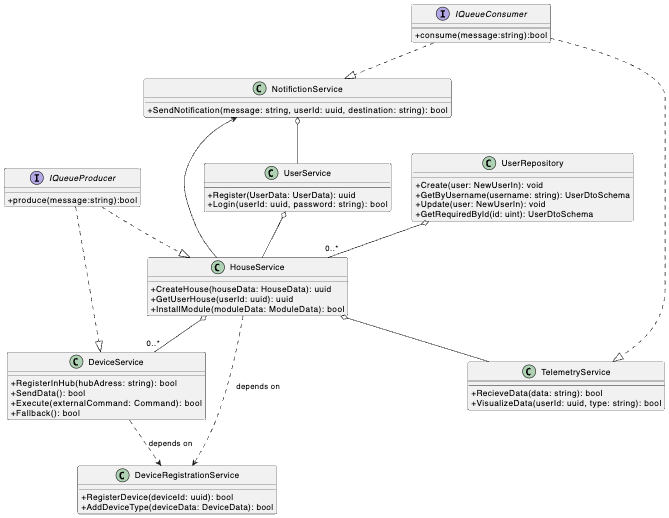 I IQueueConsumer
+consume(message:string):bool
C NotifictionService
+SendNotification(message: string, userId: uuid, destination: string): bool
I IQueueProducer
+produce(message:string):bool
C UserService
+Register(UserData: UserData): uuid
+Login(userId: uuid, password: string): bool
C UserRepository
+Create(user: NewUserIn): void
+GetByUsername(username: string): UserDtoSchema
+Update(user: NewUserIn): void
+GetRequiredById(id: uint): UserDtoSchema
0..*
C HouseService
+CreateHouse(houseData: HouseData): uuid
+GetUserHouse(userId: uuid): uuid
+InstallModule(moduleData: ModuleData): bool
0..*
C DeviceService
+RegisterInHub(hubAdress: string): bool
+SendData(): bool
+Execute(externalCommand: Command): bool
+Fallback(): bool
depends on
C TelemetryService
+RecieveData(data: string): bool
+VisualizeData(userId: uuid, type: string): bool
depends on
C DeviceRegistrationService
+RegisterDevice(deviceId: uuid): bool
+AddDeviceType(deviceData: DeviceData): bool